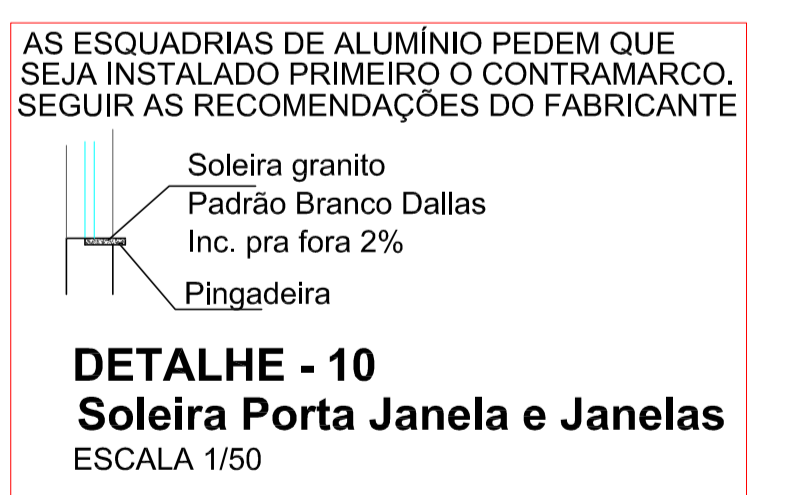 AS ESQUADRIAS DE ALUMÍNIO PEDEM QUE
SEJA INSTALADO PRIMEIRO O CONTRAMARCO.
SEGUIR AS RECOMENDAÇÕES DO FABRICANTE
Soleira granito
Padrão Branco Dallas
Inc. pra fora 2%
Pingadeira
DETALHE - 10
Soleira Porta Janela e Janelas
ESCALA 1/50